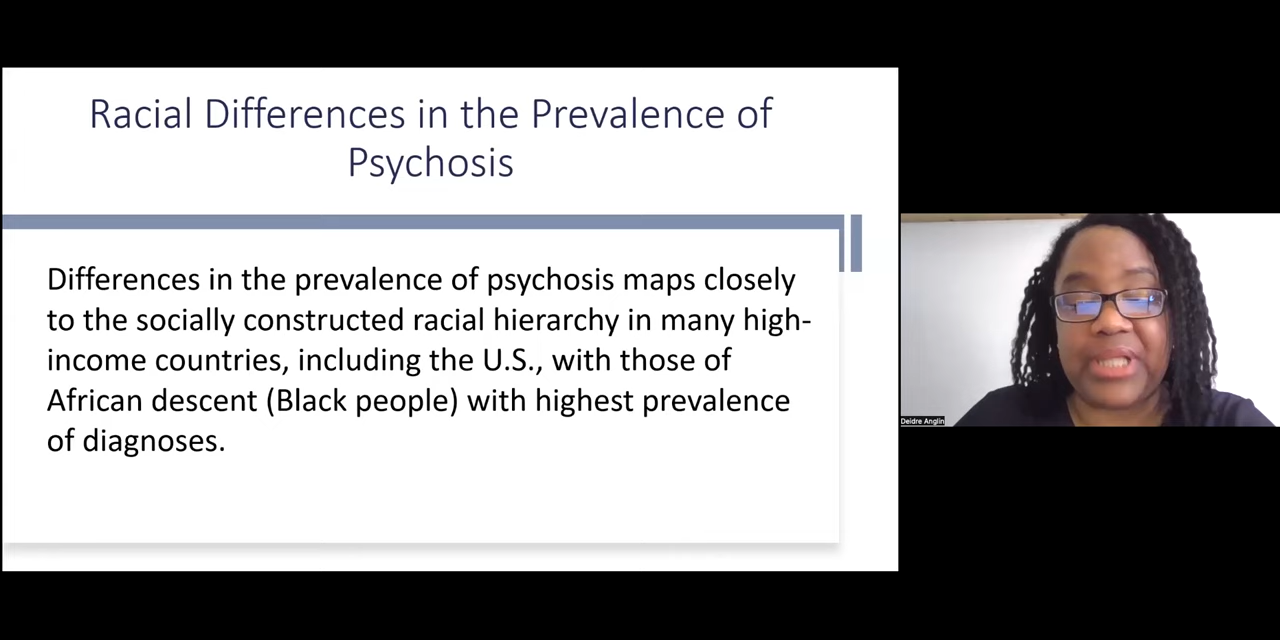 Racial Differences in the Prevalence of
Psychosis
Differences in the prevalence of psychosis maps closely
to the socially constructed racial hierarchy in many high-
income countries, including the U.S., with those of
African descent (Black people) with highest prevalence
of diagnoses.
Deidre Anglin